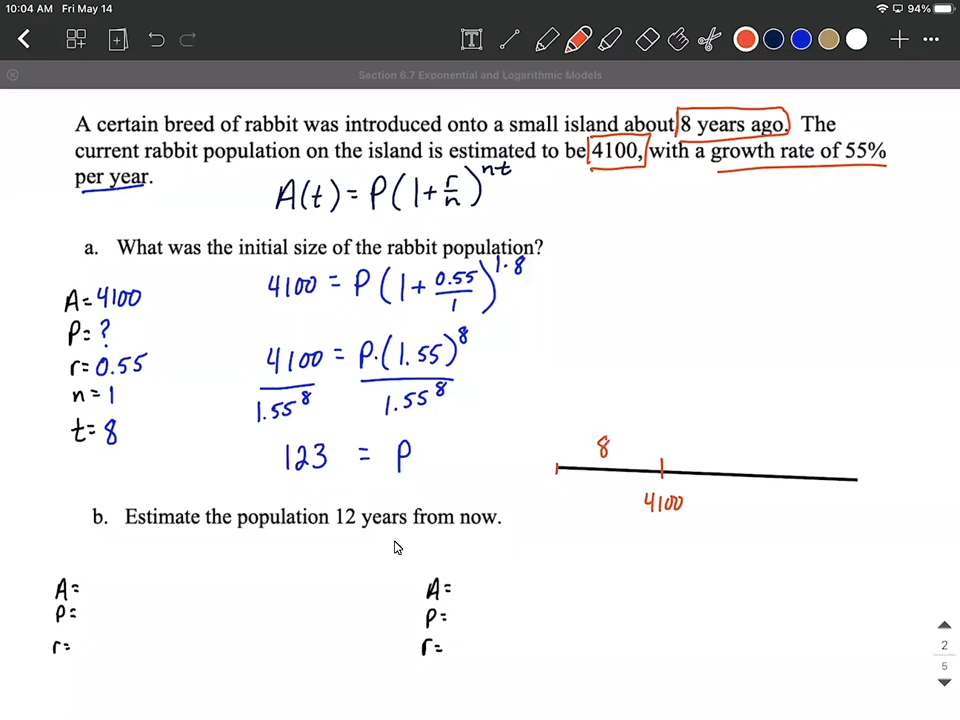 10:04 AM Fri May 14
94%
Section 6.7 Exponential and Logarithmic Models
A certain breed of rabbit was introduced onto a small island about 8 years ago. The
current rabbit population on the island is estimated to be 4100, with a growth rate of 55%
per year.
A(t) = P(1 + r/n)^nt
a. What was the initial size of the rabbit population?
A = 4100
P = ?
r = 0.55
n = 1
t = 8
4100 = P(1 + 0.55/1)^1·8
4100 = P·(1.55)^8
1.55^8 1.55^8
123 = P
8
4100
b. Estimate the population 12 years from now.
A =
P =
r =
A =
P =
r =
2
5